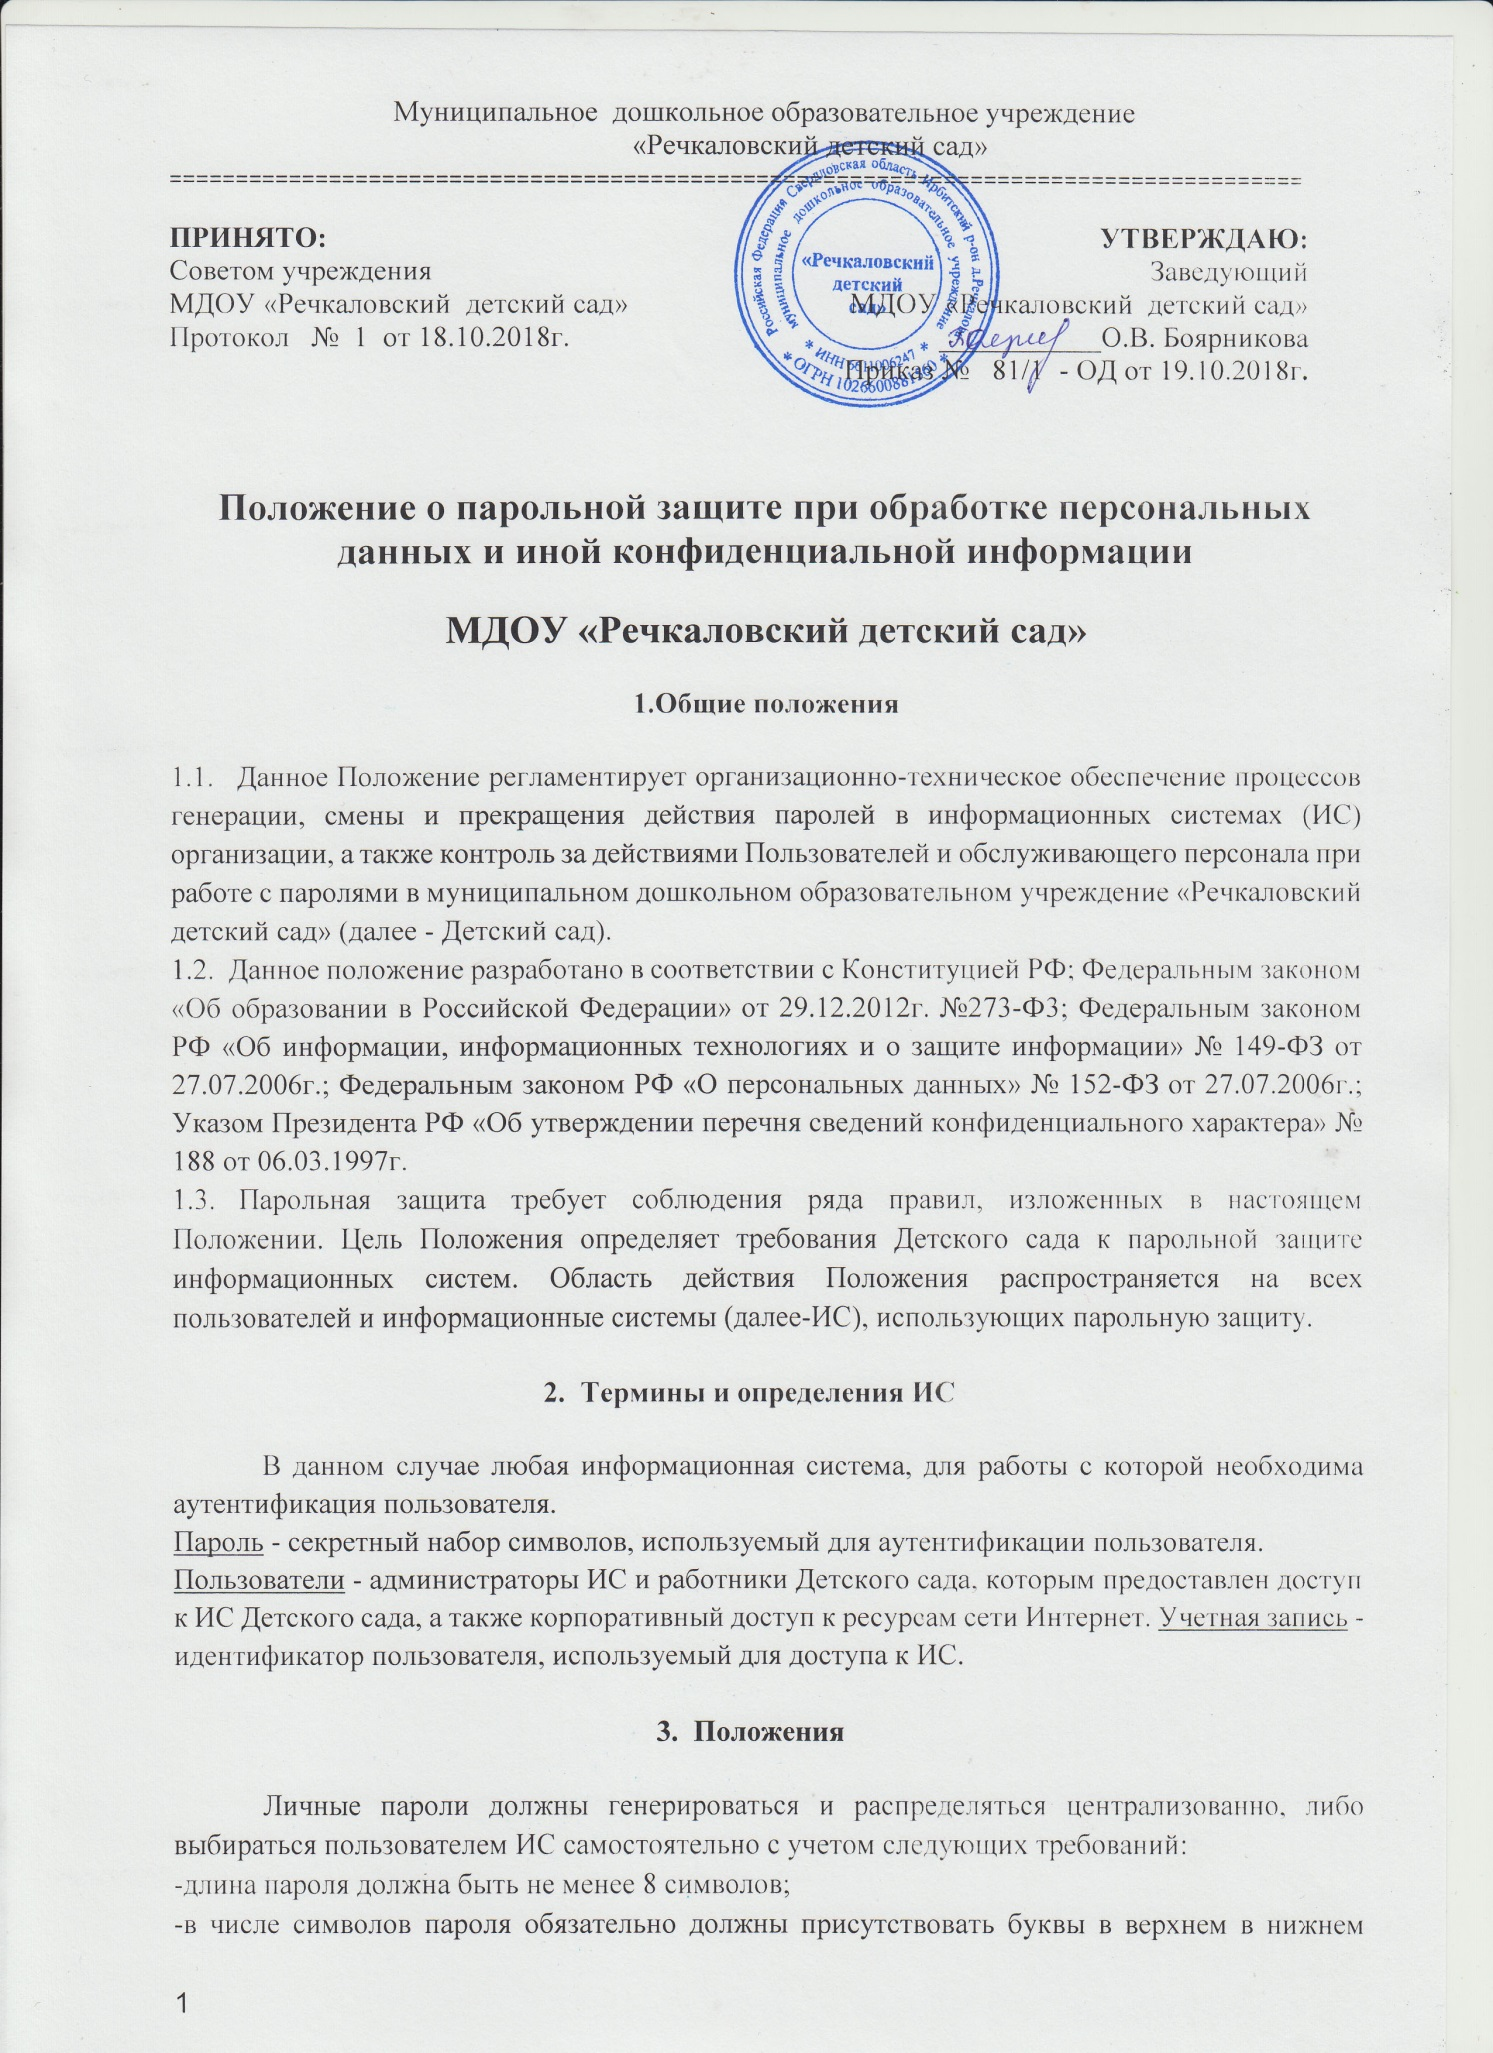 Муниципальное дошкольное образовательное учреждение
«Речкаловский детский сад»
ПРИНЯТО:
Советом учреждения
МДОУ «Речкаловский детский сад»
Протокол № 1 от 18.10.2018г.
УТВЕРЖДАЮ:
Заведующий
МДОУ «Речкаловский детский сад»
О.В. Боярникова
Приказ № 81/1 - ОД от 19.10.2018г.
Российская Федерация Свердловская область Ирбитский р-он
муниципальное дошкольное образовательное учреждение
«Речкаловский
детский
сад»
ИНН 6611006247
ОГРН
Положение о парольной защите при обработке персональных
данных и иной конфиденциальной информации
МДОУ «Речкаловский детский сад»
1.Общие положения
1.1. Данное Положение регламентирует организационно-техническое обеспечение процессов
генерации, смены и прекращения действия паролей в информационных системах (ИС)
организации, а также контроль за действиями Пользователей и обслуживающего персонала при
работе с паролями в муниципальном дошкольном образовательном учреждение «Речкаловский
детский сад» (далее - Детский сад).
1.2. Данное положение разработано в соответствии с Конституцией РФ; Федеральным законом
«Об образовании в Российской Федерации» от 29.12.2012г. №273-ФЗ; Федеральным законом
РФ «Об информации, информационных технологиях и о защите информации» № 149-ФЗ от
27.07.2006г.; Федеральным законом РФ «О персональных данных» № 152-ФЗ от 27.07.2006г.;
Указом Президента РФ «Об утверждении перечня сведений конфиденциального характера» №
188 от 06.03.1997г.
1.3. Парольная защита требует соблюдения ряда правил, изложенных в настоящем
Положении. Цель Положения определяет требования Детского сада к парольной защите
информационных систем. Область действия Положения распространяется на всех
пользователей и информационные системы (далее-ИС), использующих парольную защиту.
2. Термины и определения ИС
В данном случае любая информационная система, для работы с которой необходима
аутентификация пользователя.
Пароль - секретный набор символов, используемый для аутентификации пользователя.
Пользователи - администраторы ИС и работники Детского сада, которым предоставлен доступ
к ИС Детского сада, а также корпоративный доступ к ресурсам сети Интернет. Учетная запись -
идентификатор пользователя, используемый для доступа к ИС.
3. Положения
Личные пароли должны генерироваться и распределяться централизованно, либо
выбираться пользователем ИС самостоятельно с учетом следующих требований:
-длина пароля должна быть не менее 8 символов;
-в числе символов пароля обязательно должны присутствовать буквы в верхнем в нижнем
1